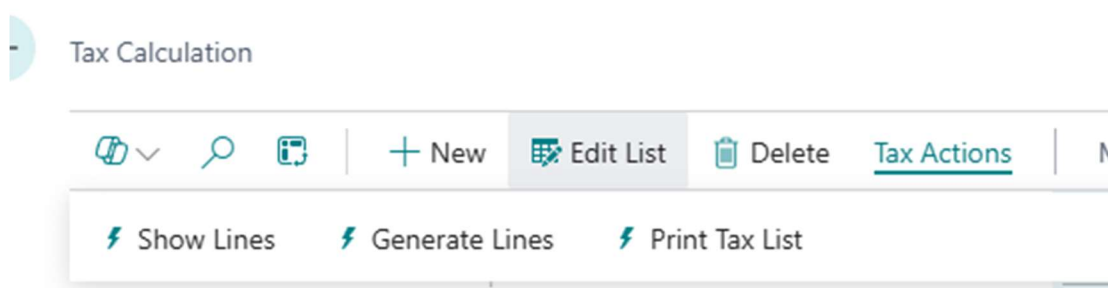 Tax Calculation
New Edit List Delete Tax Actions
Show Lines Generate Lines Print Tax List